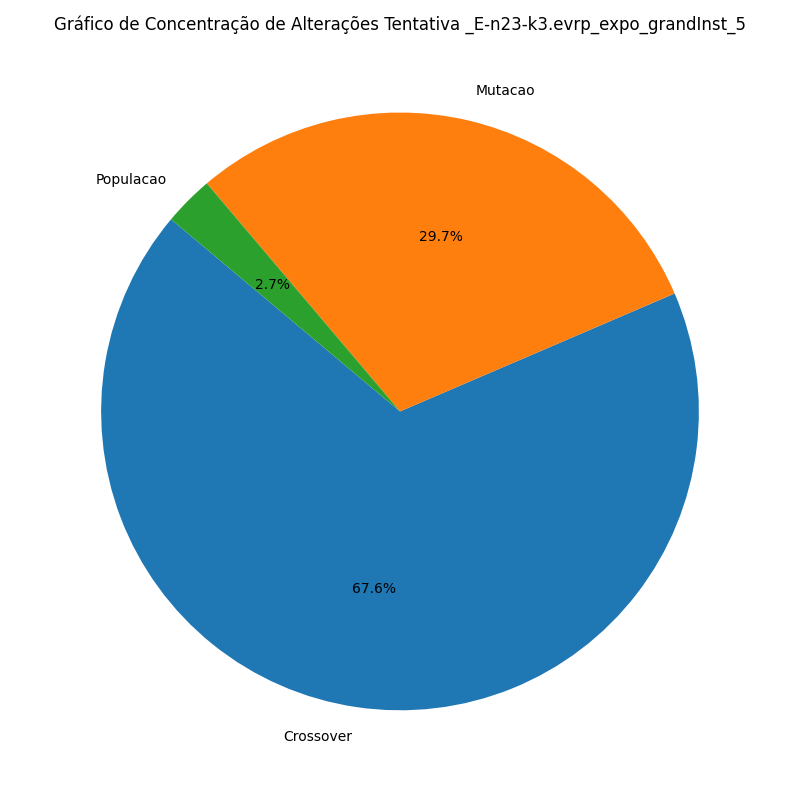 Gráfico de Concentração de Alterações Tentativa _E-n23-k3.evrp_expo_grandInst_5
Mutacao
Populacao
29.7%
2.7%
67.6%
Crossover